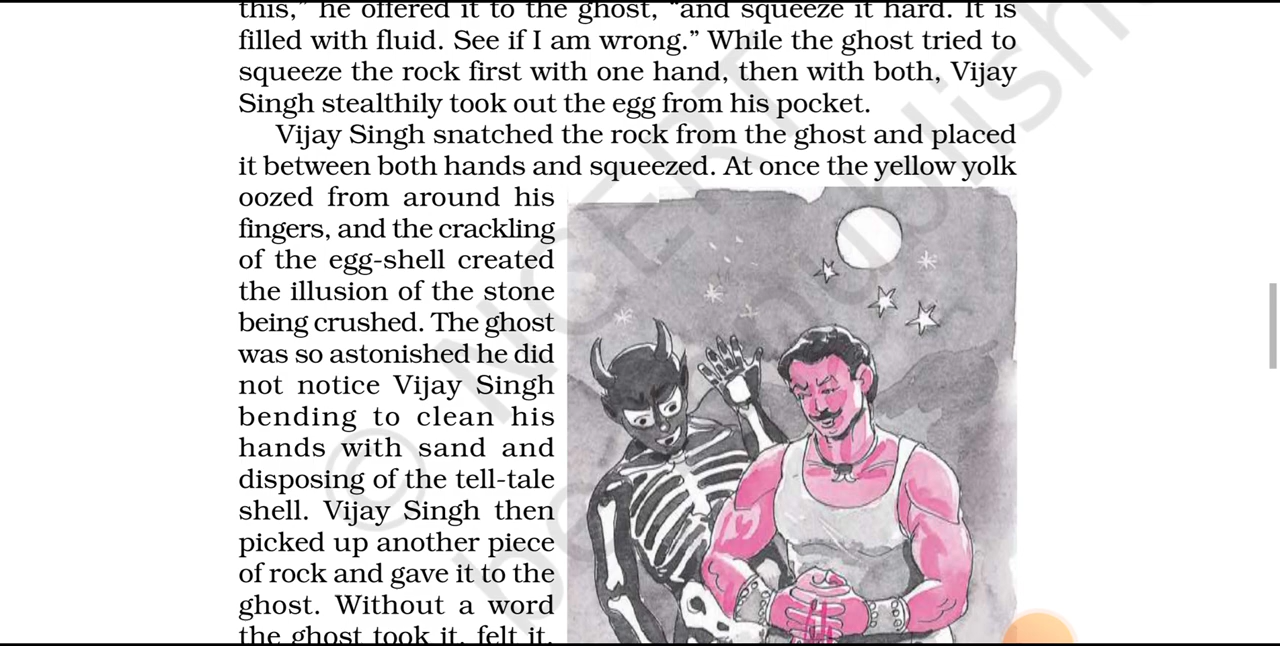 this,” he offered it to the ghost, “and squeeze it hard. It is
filled with fluid. See if I am wrong.” While the ghost tried to
squeeze the rock first with one hand, then with both, Vijay
Singh stealthily took out the egg from his pocket.
Vijay Singh snatched the rock from the ghost and placed
it between both hands and squeezed. At once the yellow yolk
oozed from around his
fingers, and the crackling
of the egg-shell created
the illusion of the stone
being crushed. The ghost
was so astonished he did
not notice Vijay Singh
bending to clean his
hands with sand and
disposing of the tell-tale
shell. Vijay Singh then
picked up another piece
of rock and gave it to the
ghost. Without a word
the ghost took it, felt it,
© NCERT